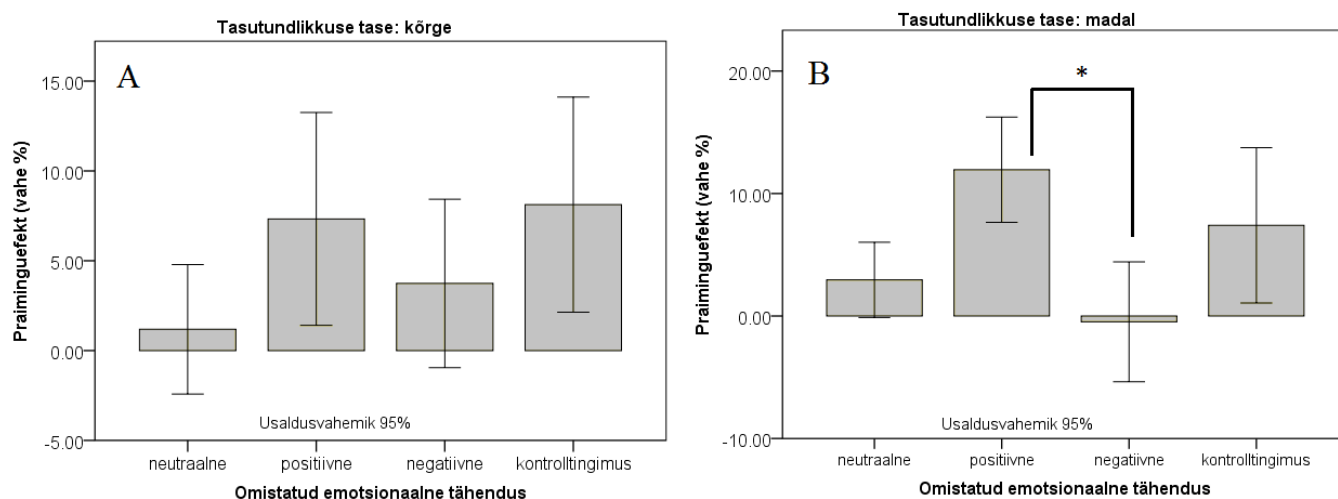 Tasutundlikkuse tase: kõrge
A
Praiminguefekt (vahe %)
15.00
10.00
5.00
0.00
-5.00
Usaldusvahemik 95%
neutraalne positiivne negatiivne kontrolltingimus
Omistatud emotsionaalne tähendus
Tasutundlikkuse tase: madal
B
*
Praiminguefekt (vahe %)
20.00
10.00
0.00
-10.00
Usaldusvahemik 95%
neutraalne positiivne negatiivne kontrolltingimus
Omistatud emotsionaalne tähendus